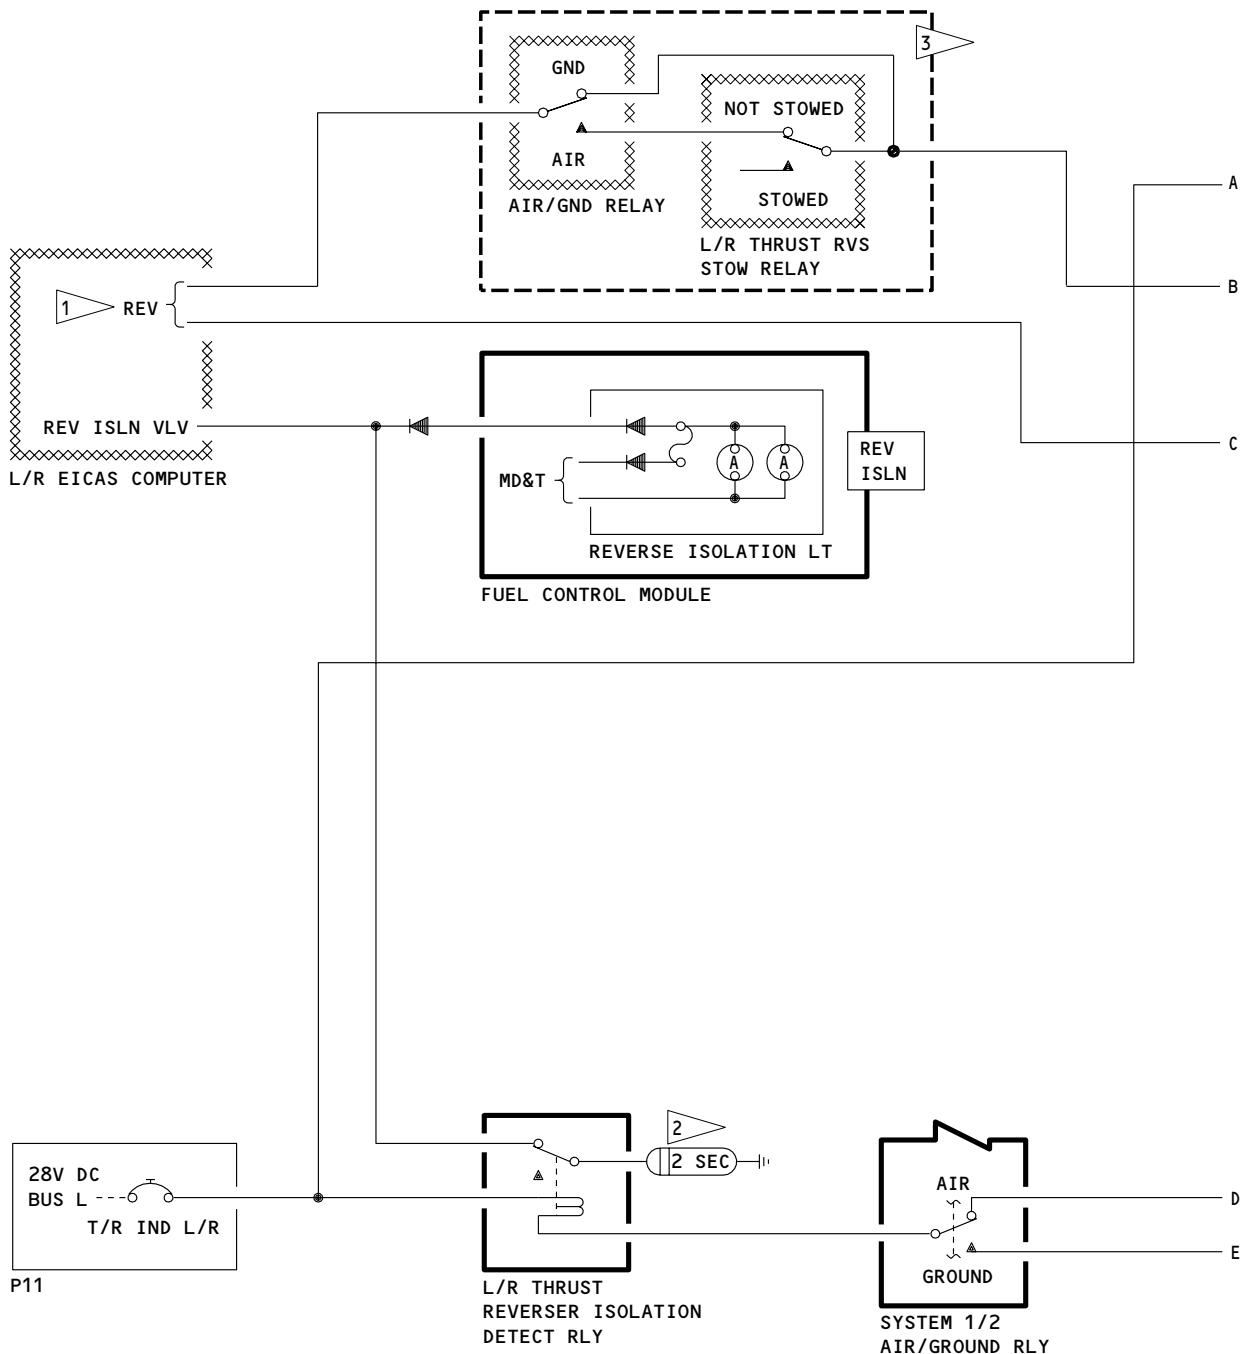 3
GND
NOT STOWED
AIR
STOWED
A
AIR/GND RELAY
L/R THRUST RVS
STOW RELAY
B
1
REV
REV ISLN VLV
L/R EICAS COMPUTER
MD&T
A
A
REV
ISLN
C
REVERSE ISOLATION LT
FUEL CONTROL MODULE
2
2 SEC
28V DC
BUS L
T/R IND L/R
P11
L/R THRUST
REVERSER ISOLATION
DETECT RLY
AIR
GROUND
D
E
SYSTEM 1/2
AIR/GROUND RLY